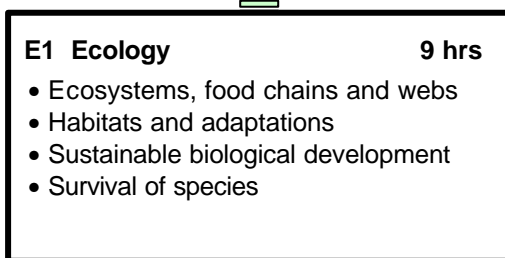 E1 Ecology 9 hrs
• Ecosystems, food chains and webs
• Habitats and adaptations
• Sustainable biological development
• Survival of species